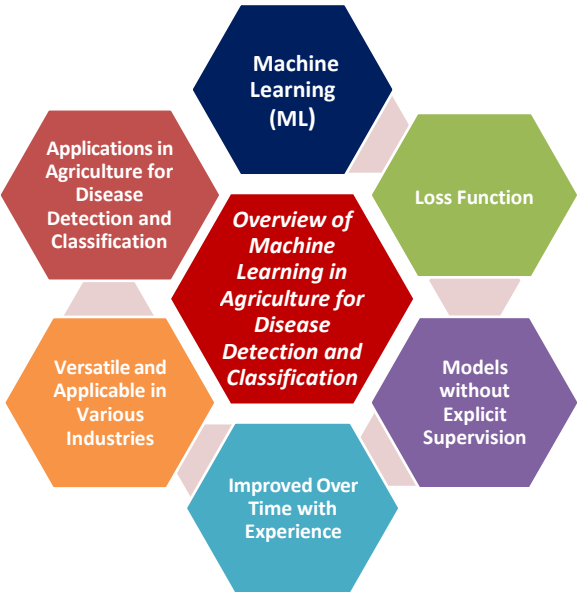 Machine
Learning
(ML)
Loss Function
Models
without
Explicit
Supervision
Improved Over
Time with
Experience
Versatile and
Applicable in
Various
Industries
Applications in
Agriculture for
Disease
Detection and
Classification
Overview of
Machine
Learning in
Agriculture for
Disease
Detection and
Classification